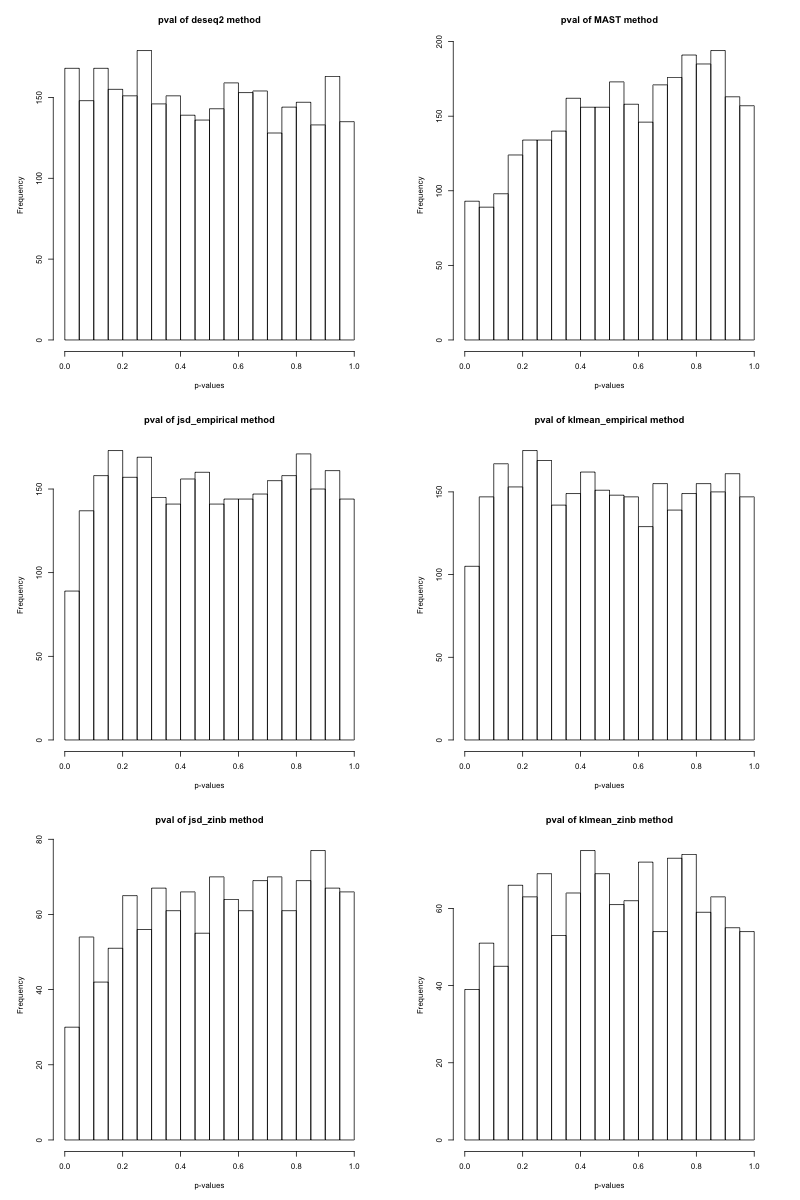 pval of deseq2 method
Frequency
0 50 100 150
0.0 0.2 0.4 0.6 0.8 1.0
p-values
pval of MAST method
Frequency
0 50 100 150 200
0.0 0.2 0.4 0.6 0.8 1.0
p-values
pval of jsd_empirical method
Frequency
0 50 100 150
0.0 0.2 0.4 0.6 0.8 1.0
p-values
pval of klmean_empirical method
Frequency
0 50 100 150
0.0 0.2 0.4 0.6 0.8 1.0
p-values
pval of jsd_zinb method
Frequency
0 20 40 60 80
0.0 0.2 0.4 0.6 0.8 1.0
p-values
pval of klmean_zinb method
Frequency
0 20 40 60
0.0 0.2 0.4 0.6 0.8 1.0
p-values